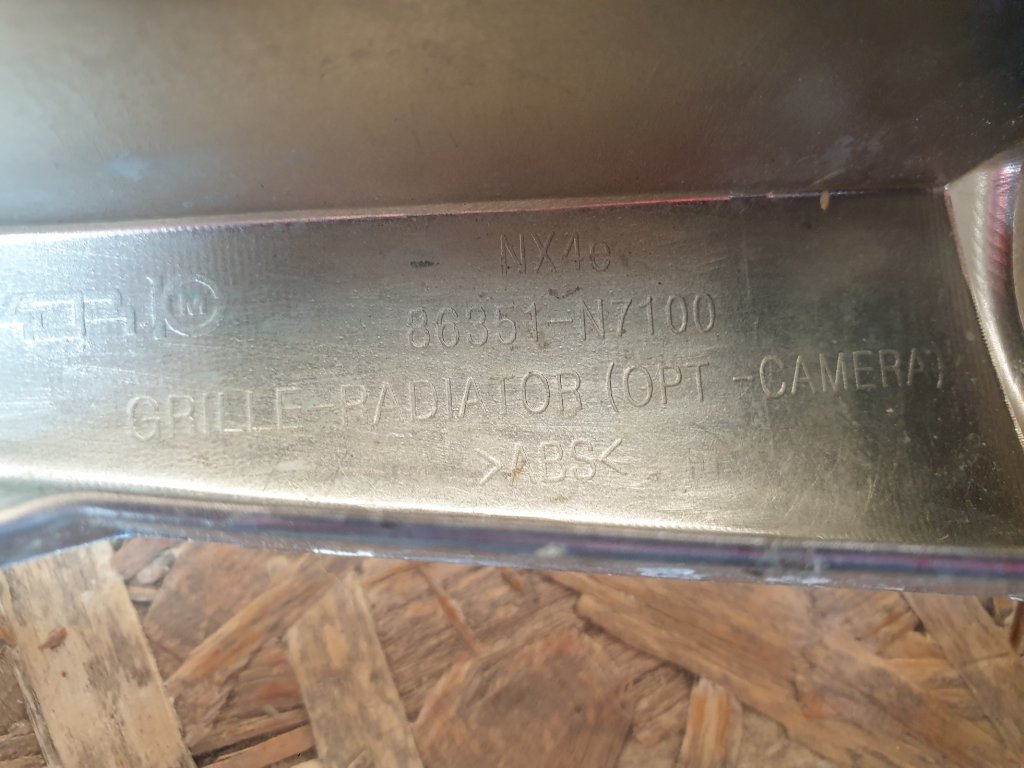 NX4e
86351-N7100
GRILLE-RADIATOR (OPT -CAMERA)
>ABS<
M